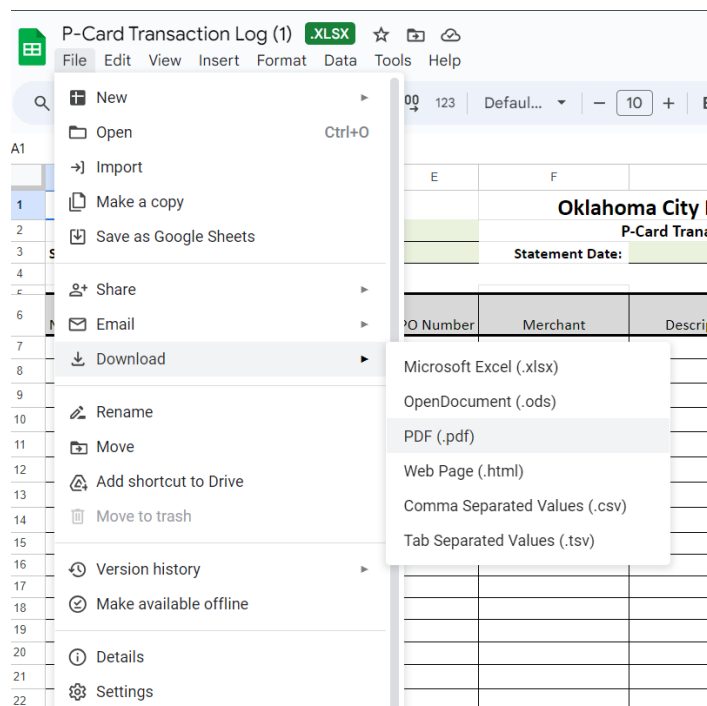 P-Card Transaction Log (1) .XLSX
File Edit View Insert Format Data Tools Help
New
.00 123 Defaul... − 10 +
Open Ctrl+O
A1
Import
E F
Make a copy
1 Oklahoma City
Save as Google Sheets
2 P-Card Trans
3 Statement Date:
4
Share
5
Email
6 PO Number Merchant Descri
7
Download
Microsoft Excel (.xlsx)
8
9
OpenDocument (.ods)
Rename
10
PDF (.pdf)
11
Move
12
Web Page (.html)
Add shortcut to Drive
13
Comma Separated Values (.csv)
14
Move to trash
15
Tab Separated Values (.tsv)
16
Version history
17
18
Make available offline
19
20
Details
21
Settings
22